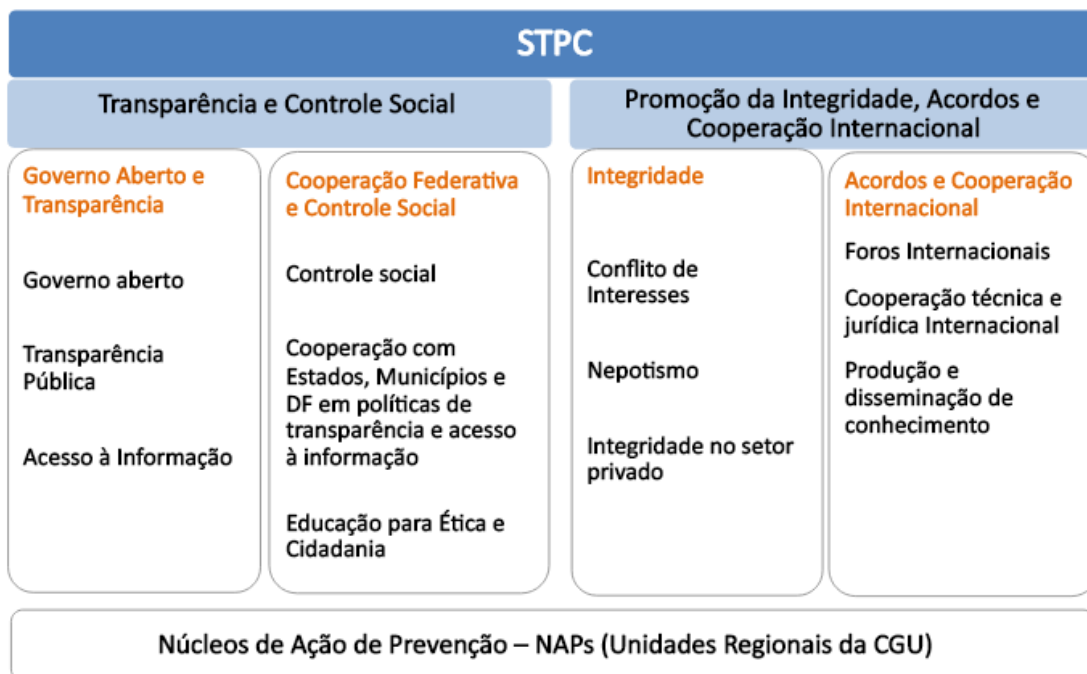 STPC
Transparência e Controle Social
Promoção da Integridade, Acordos e
Cooperação Internacional
Governo Aberto e
Transparência
Governo aberto
Transparência
Pública
Acesso à Informação
Cooperação Federativa
e Controle Social
Controle social
Cooperação com
Estados, Municípios e
DF em políticas de
transparência e acesso
à informação
Educação para Ética e
Cidadania
Integridade
Conflito de
Interesses
Nepotismo
Integridade no setor
privado
Acordos e Cooperação
Internacional
Foros Internacionais
Cooperação técnica e
jurídica Internacional
Produção e
disseminação de
conhecimento
Núcleos de Ação de Prevenção – NAPs (Unidades Regionais da CGU)